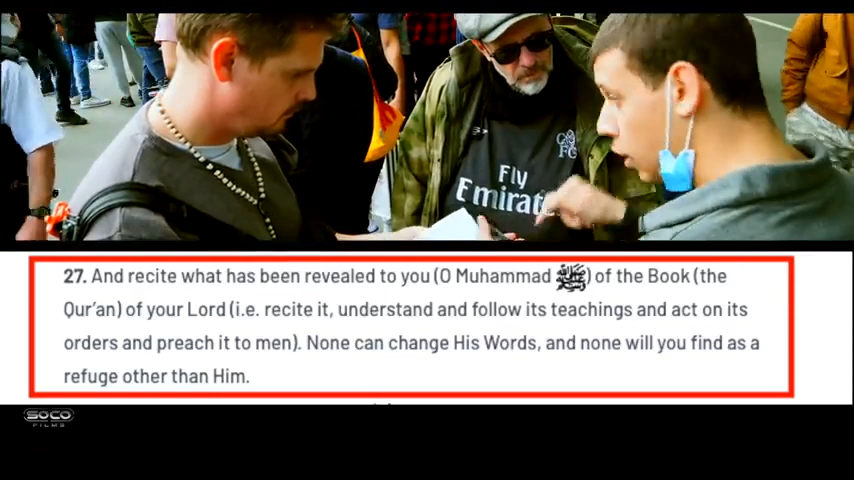 CFC
Fly
Emirat
27. And recite what has been revealed to you (O Muhammad ﷺ) of the Book (the
Qur'an) of your Lord (i.e. recite it, understand and follow its teachings and act on its
orders and preach it to men). None can change His Words, and none will you find as a
refuge other than Him.
SOCO
FILMS